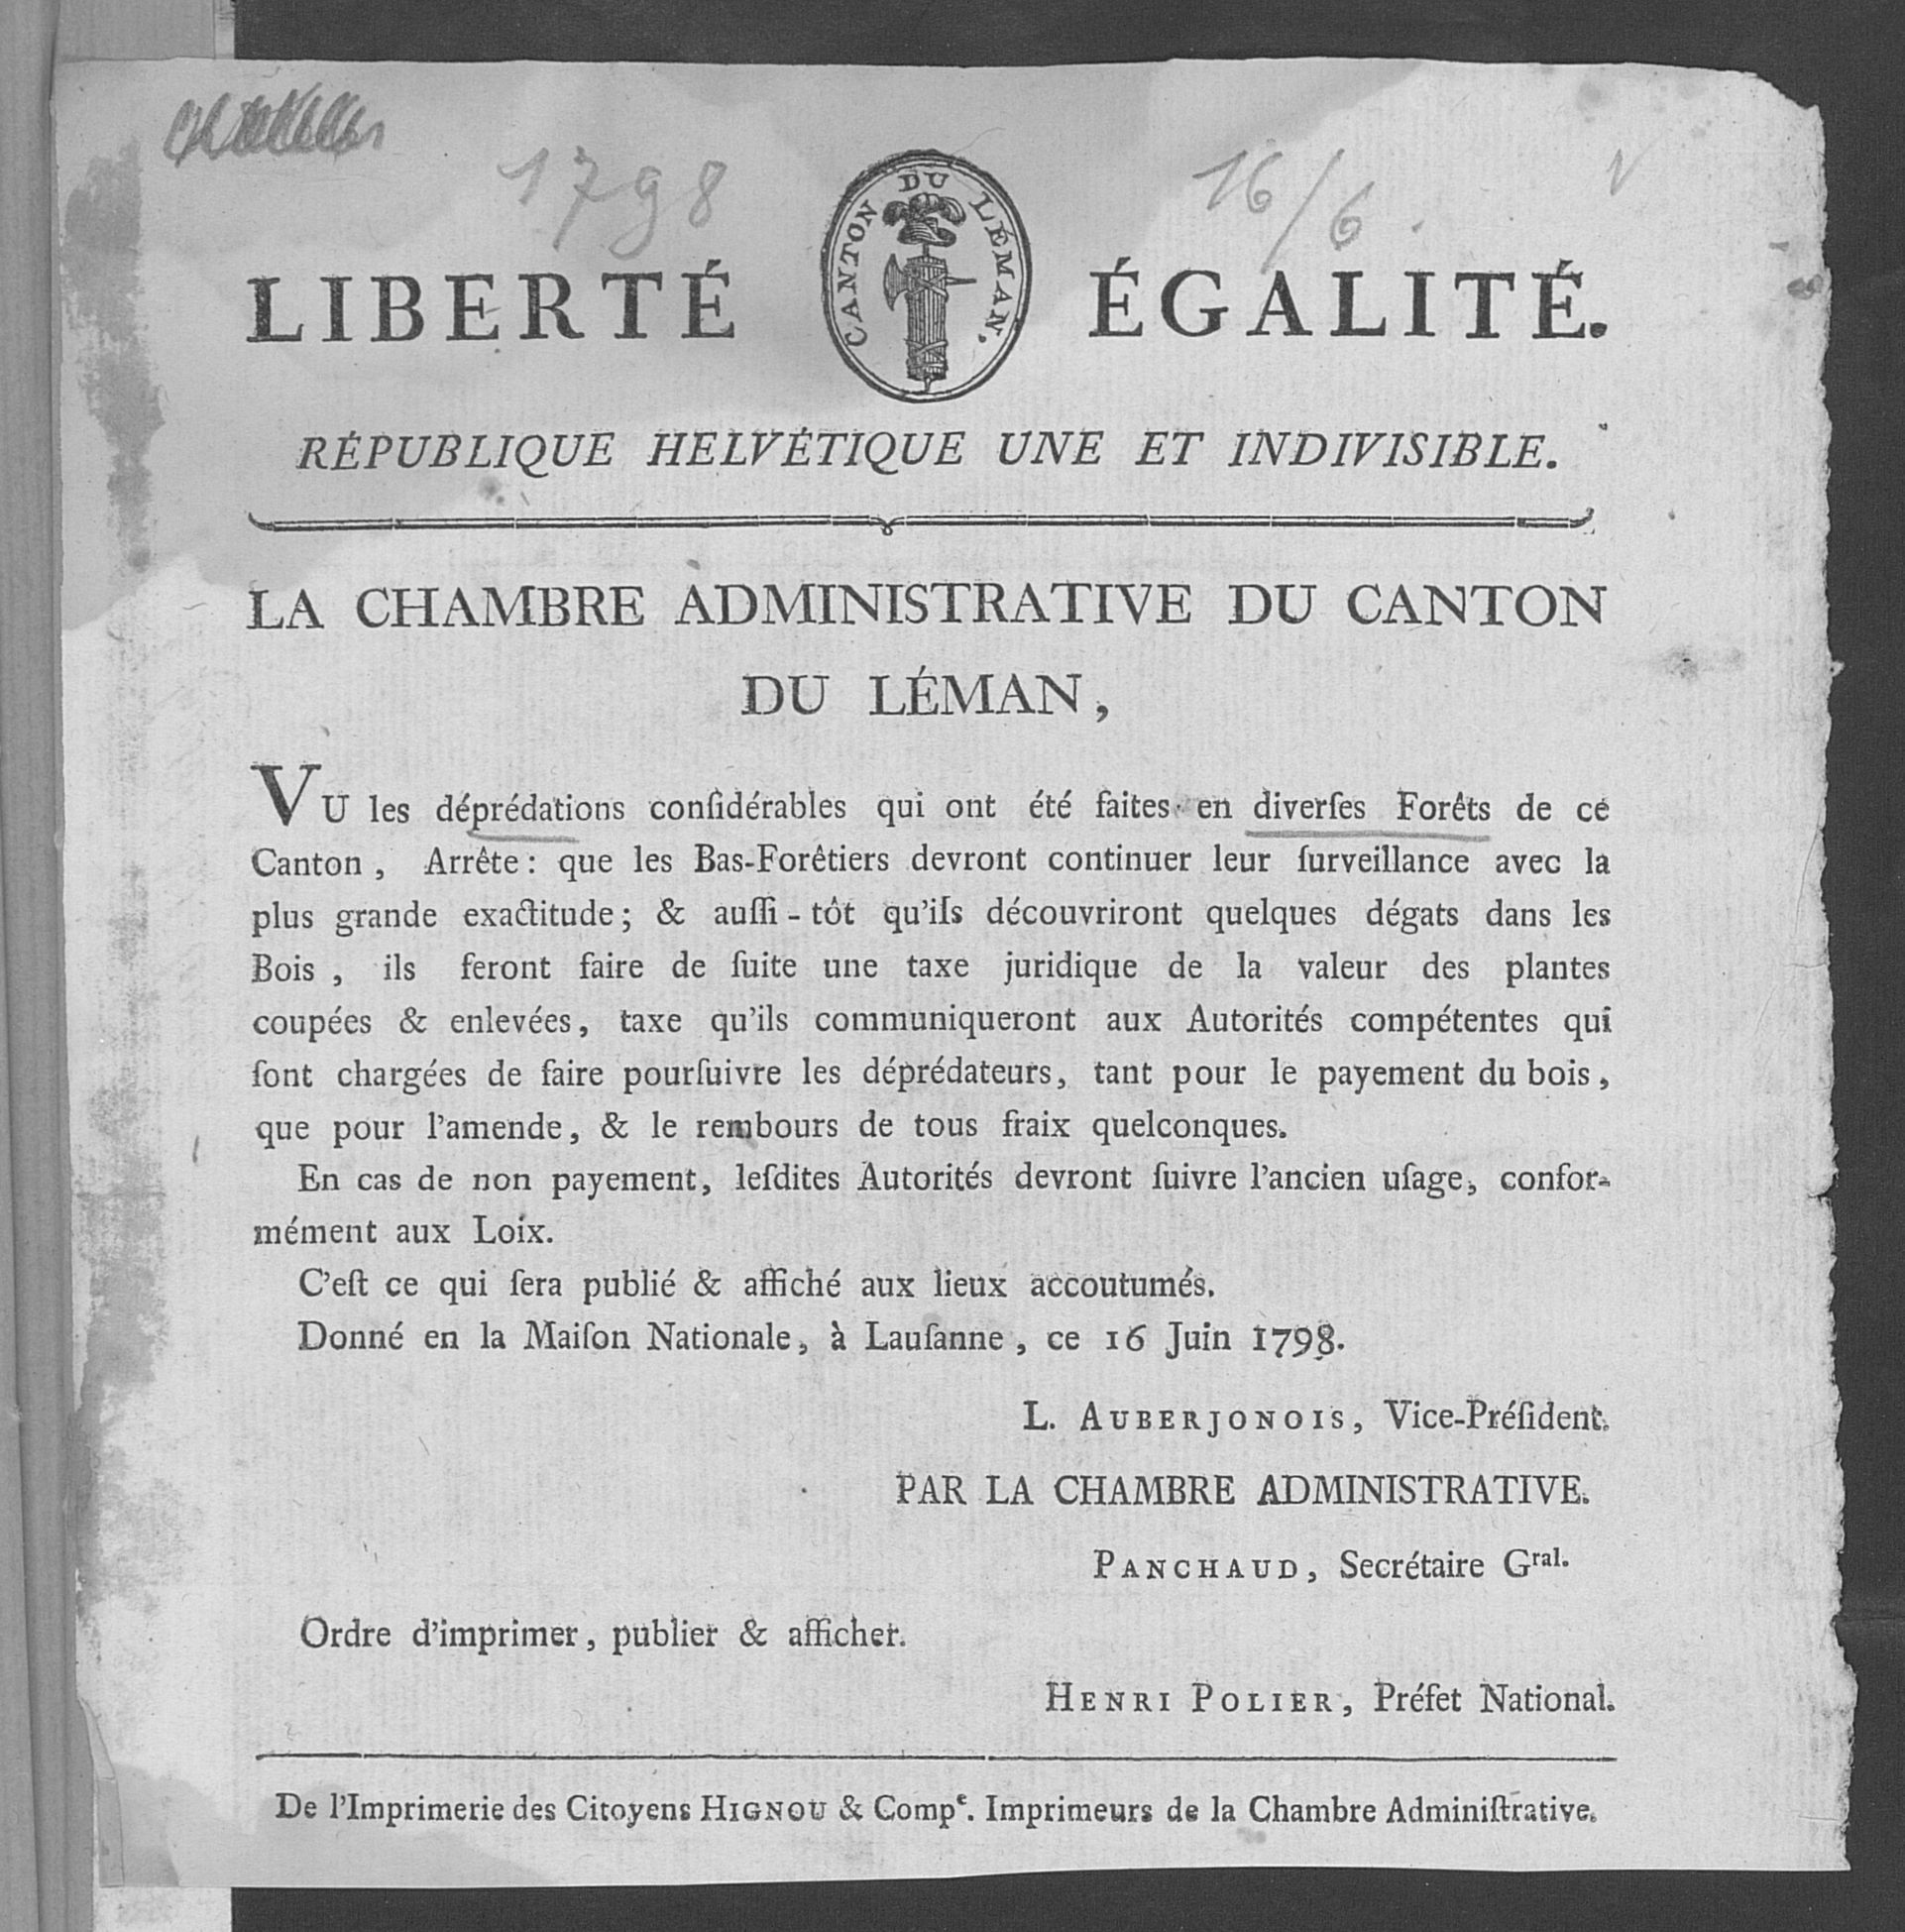 1798
16/6.
CANTON DU LÉMAN.
LIBERTÉ ÉGALITÉ.
RÉPUBLIQUE HELVÉTIQUE UNE ET INDIVISIBLE.
LA CHAMBRE ADMINISTRATIVE DU CANTON
DU LÉMAN,
VU les déprédations conſidérables qui ont été faites en diverſes Forêts de ce
Canton, Arrête: que les Bas-Forêtiers devront continuer leur ſurveillance avec la
plus grande exactitude; & auſſi-tôt qu'ils découvriront quelques dégats dans les
Bois, ils feront faire de ſuite une taxe juridique de la valeur des plantes
coupées & enlevées, taxe qu'ils communiqueront aux Autorités compétentes qui
ſont chargées de faire pourſuivre les déprédateurs, tant pour le payement du bois,
que pour l'amende, & le rembours de tous fraix quelconques.
En cas de non payement, leſdites Autorités devront ſuivre l'ancien uſage, confor-
mément aux Loix.
C'eſt ce qui ſera publié & affiché aux lieux accoutumés.
Donné en la Maiſon Nationale, à Lauſanne, ce 16 Juin 1798.
L. AUBERJONOIS, Vice-Préſident.
PAR LA CHAMBRE ADMINISTRATIVE.
PANCHAUD, Secrétaire Gral.
Ordre d'imprimer, publier & afficher.
HENRI POLIER, Préfet National.
De l'Imprimerie des Citoyens HIGNOU & Compe. Imprimeurs de la Chambre Adminiſtrative.